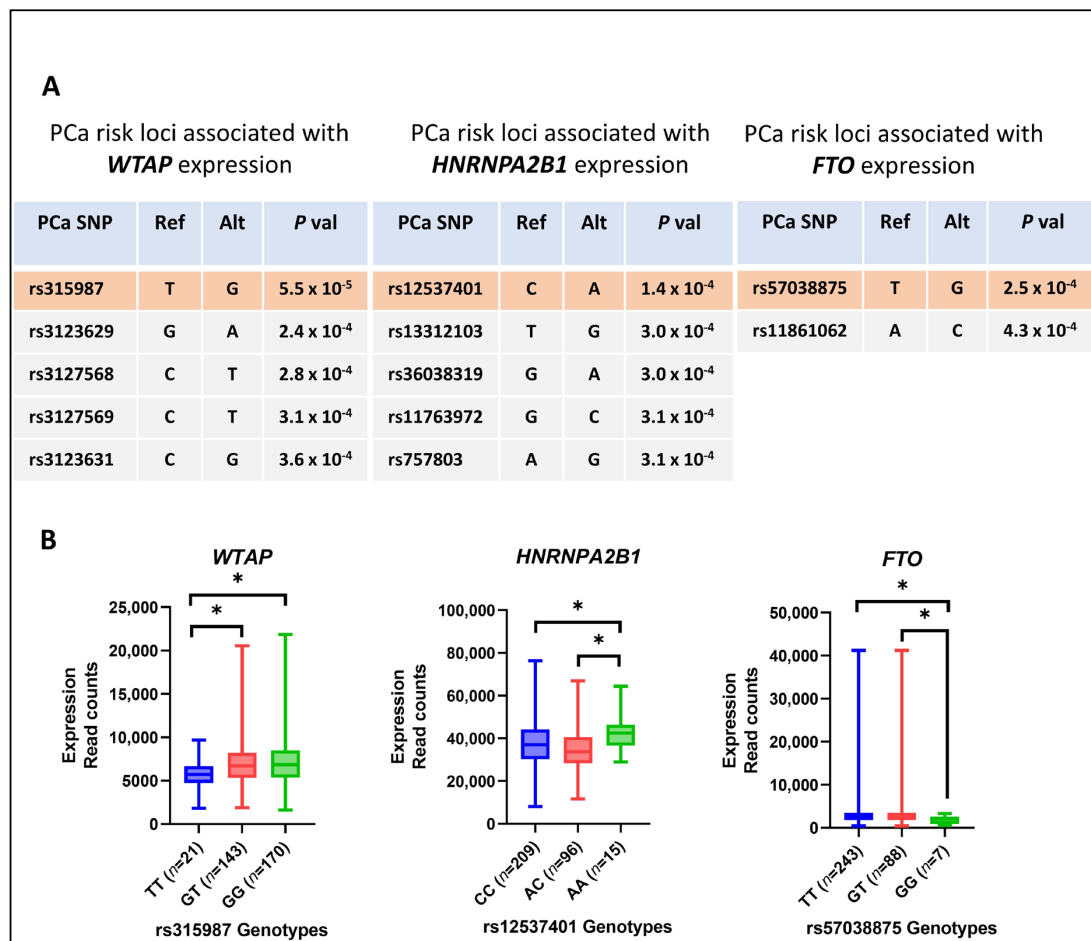 A
PCa risk loci associated with
WTAP expression
PCa SNP Ref Alt P val
rs315987 T G 5.5 x 10⁻⁵
rs3123629 G A 2.4 x 10⁻⁴
rs3127568 C T 2.8 x 10⁻⁴
rs3127569 C T 3.1 x 10⁻⁴
rs3123631 C G 3.6 x 10⁻⁴
PCa risk loci associated with
HNRNPA2B1 expression
PCa SNP Ref Alt P val
rs12537401 C A 1.4 x 10⁻⁴
rs13312103 T G 3.0 x 10⁻⁴
rs36038319 G A 3.0 x 10⁻⁴
rs11763972 G C 3.1 x 10⁻⁴
rs757803 A G 3.1 x 10⁻⁴
PCa risk loci associated with
FTO expression
PCa SNP Ref Alt P val
rs57038875 T G 2.5 x 10⁻⁴
rs11861062 A C 4.3 x 10⁻⁴
B
WTAP
*
*
25,000
20,000
15,000
10,000
5000
0
Expression
Read counts
TT (n=21)
GT (n=143)
GG (n=170)
rs315987 Genotypes
HNRNPA2B1
*
*
100,000
80,000
60,000
40,000
20,000
0
Expression
Read counts
CC (n=209)
AC (n=96)
AA (n=15)
rs12537401 Genotypes
FTO
*
*
50,000
40,000
30,000
20,000
10,000
0
Expression
Read counts
TT (n=243)
GT (n=88)
GG (n=7)
rs57038875 Genotypes